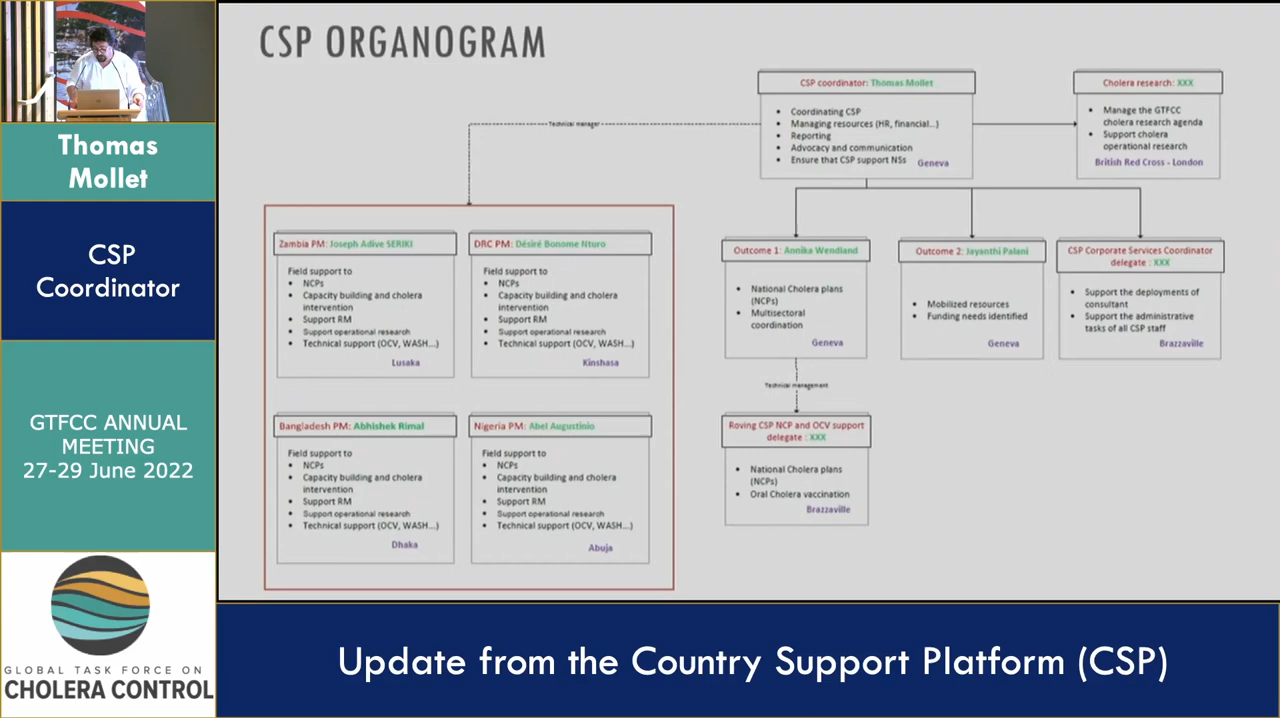 Thomas
Mollet
CSP
Coordinator
GTFCC ANNUAL
MEETING
27-29 June 2022
GLOBAL TASK FORCE ON
CHOLERA CONTROL
CSP ORGANOGRAM
CSP coordinator: Thomas Mollet
• Coordinating CSP
• Managing resources (HR, financial...)
• Reporting
• Advocacy and communication
• Ensure that CSP support NSs
Geneva
Cholera research: XXX
• Manage the GTFCC
cholera research agenda
• Support cholera
operational research
British Red Cross - London
Technical manager
Zambia PM: Joseph Adive SERIKI
Field support to
• NCPs
• Capacity building and cholera
intervention
• Support RM
• Support operational research
• Technical support (OCV, WASH...)
Lusaka
DRC PM: Désiré Bonome Nturo
Field support to
• NCPs
• Capacity building and cholera
intervention
• Support RM
• Support operational research
• Technical support (OCV, WASH...)
Kinshasa
Bangladesh PM: Abhishek Rimal
Field support to
• NCPs
• Capacity building and cholera
intervention
• Support RM
• Support operational research
• Technical support (OCV, WASH...)
Dhaka
Nigeria PM: Abel Augustinio
Field support to
• NCPs
• Capacity building and cholera
intervention
• Support RM
• Support operational research
• Technical support (OCV, WASH...)
Abuja
Outcome 1: Annika Wendland
• National Cholera plans
(NCPs)
• Multisectoral
coordination
Geneva
Outcome 2: Jayanthi Palani
• Mobilized resources
• Funding needs identified
Geneva
CSP Corporate Services Coordinator
delegate : XXX
• Support the deployments of
consultant
• Support the administrative
tasks of all CSP staff
Brazzaville
Technical management
Roving CSP NCP and OCV support
delegate : XXX
• National Cholera plans
(NCPs)
• Oral Cholera vaccination
Brazzaville
Update from the Country Support Platform (CSP)